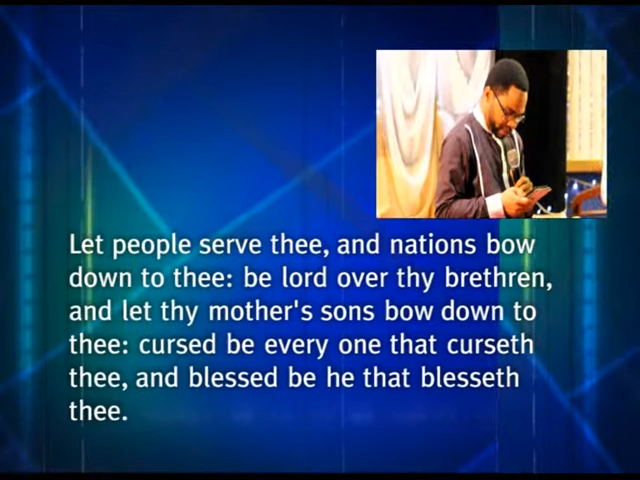 Let people serve thee, and nations bow
down to thee: be lord over thy brethren,
and let thy mother's sons bow down to
thee: cursed be every one that curseth
thee, and blessed be he that blesseth
thee.